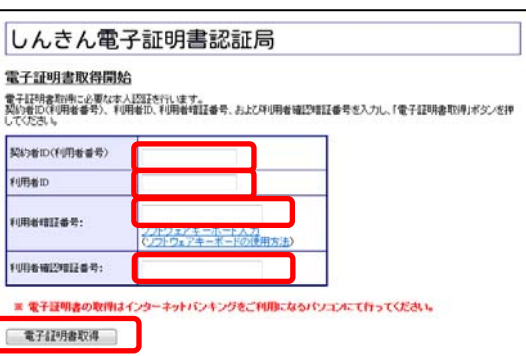 しんきん電子証明書認証局
電子証明書取得開始
電子証明書取得に必要な本人認証を行います。
契約者ID(利用者番号)、利用者ID、利用者暗証番号、および利用者確認暗証番号を入力し、「電子証明書取得」ボタンを押
してください。
契約者ID(利用者番号)
利用者ID
利用者暗証番号:
ソフトウェアキーボード入力
(ソフトウェアキーボードの使用方法)
利用者確認暗証番号:
※ 電子証明書の取得はインターネットバンキングをご利用になるパソコンにて行ってください。
電子証明書取得